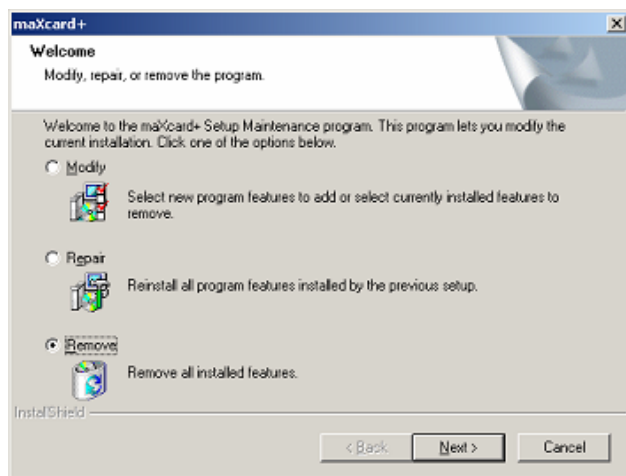 maXcard+
Welcome
Modify, repair, or remove the program.
Welcome to the maXcard+ Setup Maintenance program. This program lets you modify the
current installation. Click one of the options below.
Modify
Select new program features to add or select currently installed features to
remove.
Repair
Reinstall all program features installed by the previous setup.
Remove
Remove all installed features.
InstallShield
< Back
Next >
Cancel